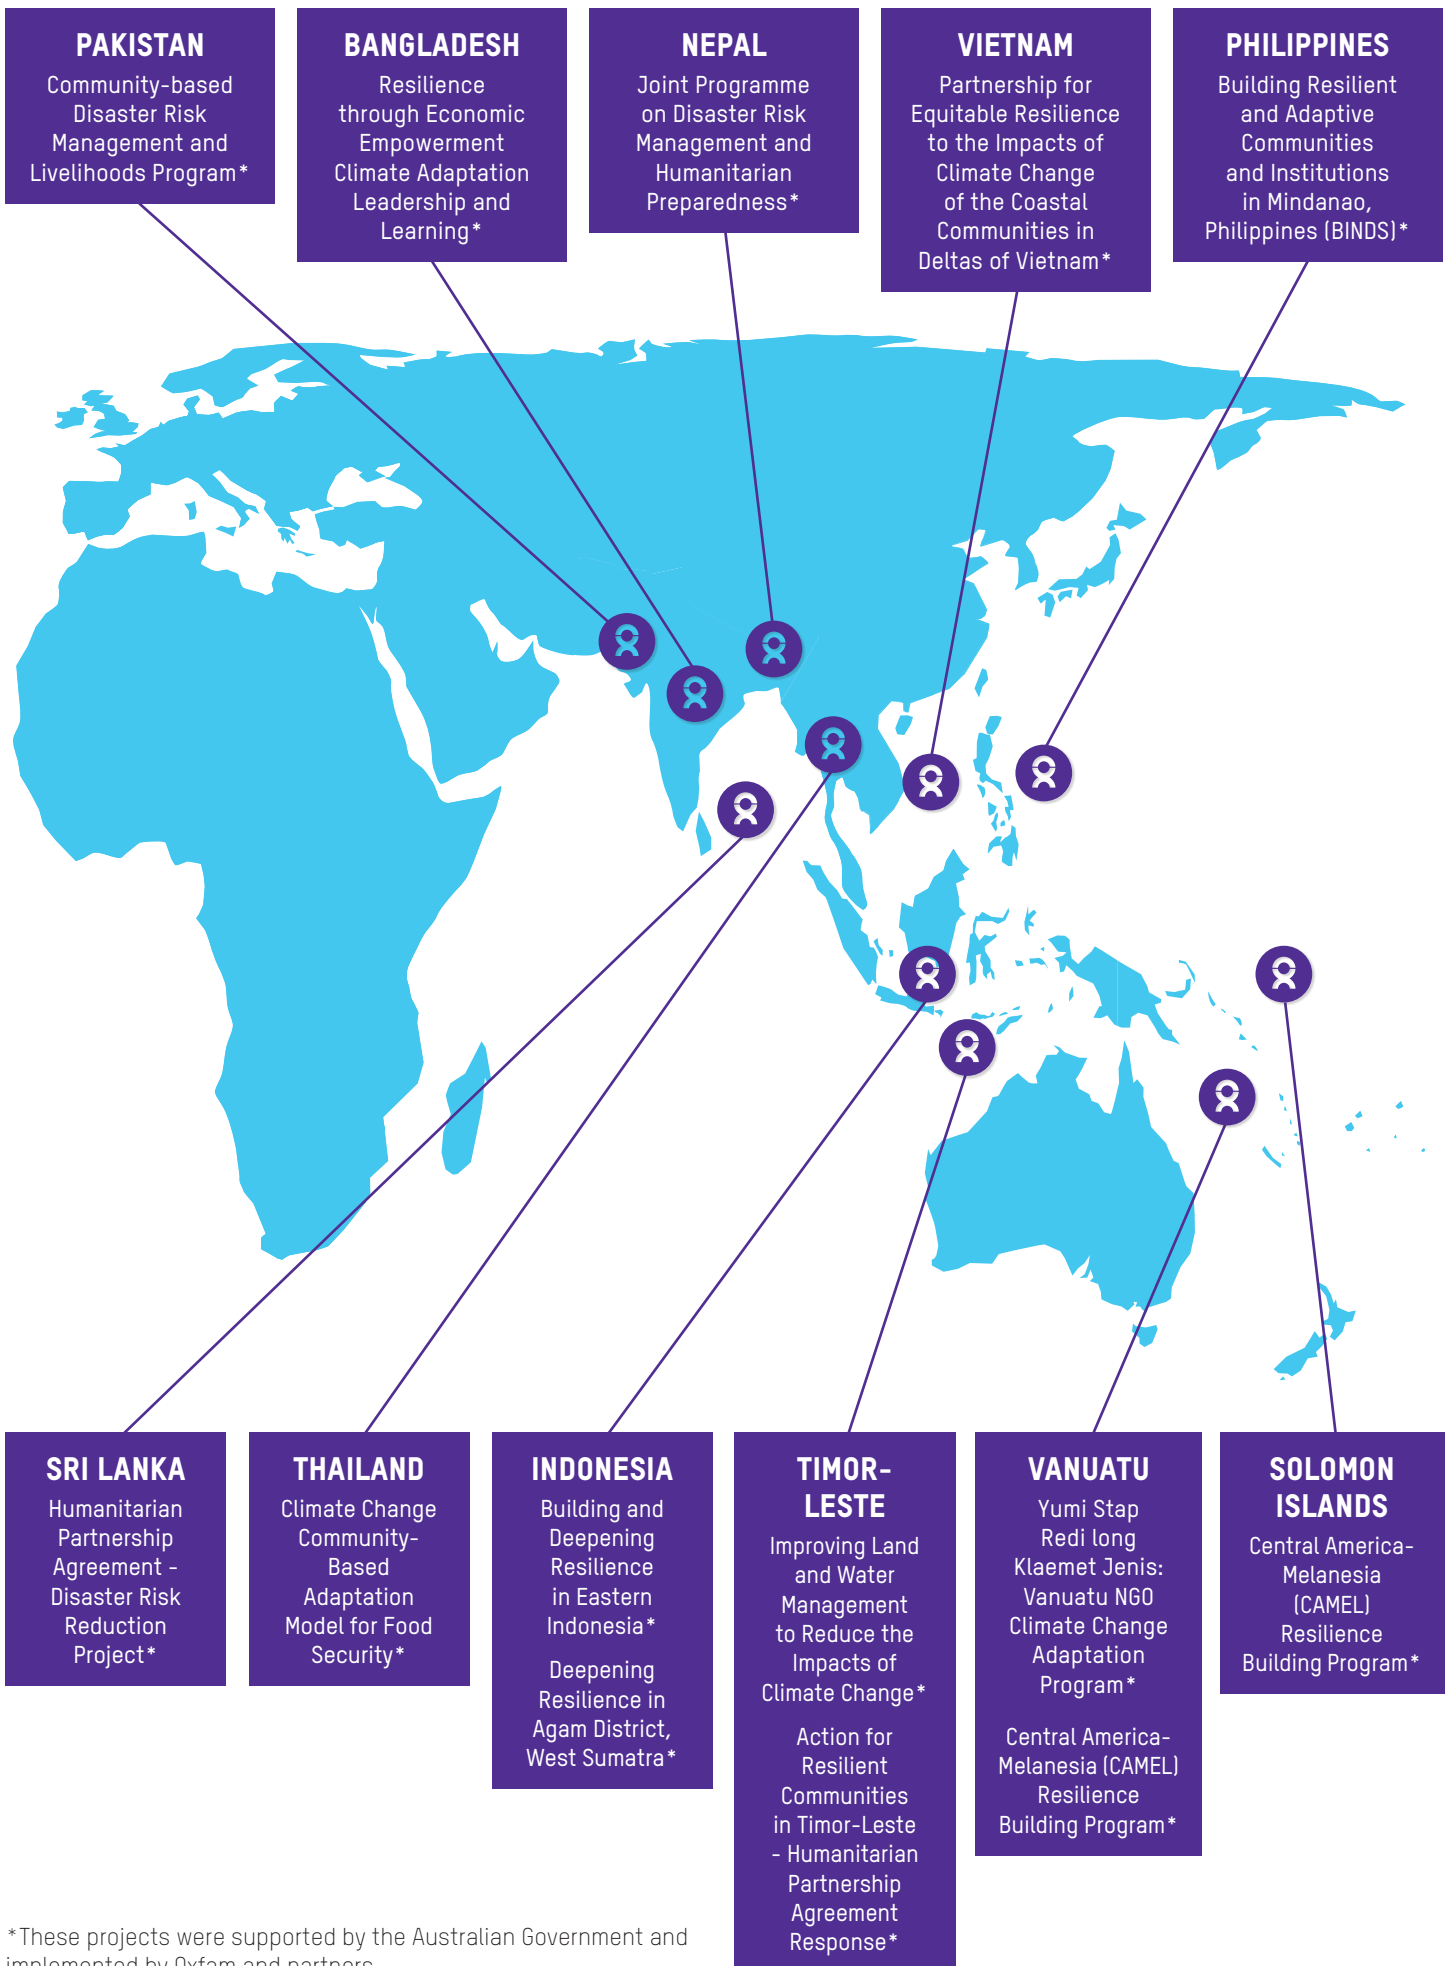 PAKISTAN
Community-based
Disaster Risk
Management and
Livelihoods Program*
BANGLADESH
Resilience
through Economic
Empowerment
Climate Adaptation
Leadership and
Learning*
NEPAL
Joint Programme
on Disaster Risk
Management and
Humanitarian
Preparedness*
VIETNAM
Partnership for
Equitable Resilience
to the Impacts of
Climate Change
of the Coastal
Communities in
Deltas of Vietnam*
PHILIPPINES
Building Resilient
and Adaptive
Communities
and Institutions
in Mindanao,
Philippines (BINDS)*
SRI LANKA
Humanitarian
Partnership
Agreement -
Disaster Risk
Reduction
Project*
THAILAND
Climate Change
Community-
Based
Adaptation
Model for Food
Security*
INDONESIA
Building and
Deepening
Resilience
in Eastern
Indonesia*
Deepening
Resilience in
Agam District,
West Sumatra*
TIMOR-
LESTE
Improving Land
and Water
Management
to Reduce the
Impacts of
Climate Change*
Action for
Resilient
Communities
in Timor-Leste
- Humanitarian
Partnership
Agreement
Response*
VANUATU
Yumi Stap
Redi long
Klaemet Jenis:
Vanuatu NGO
Climate Change
Adaptation
Program*
Central America-
Melanesia (CAMEL)
Resilience
Building Program*
SOLOMON
ISLANDS
Central America-
Melanesia
(CAMEL)
Resilience
Building Program*
*These projects were supported by the Australian Government and
implemented by Oxfam and partners